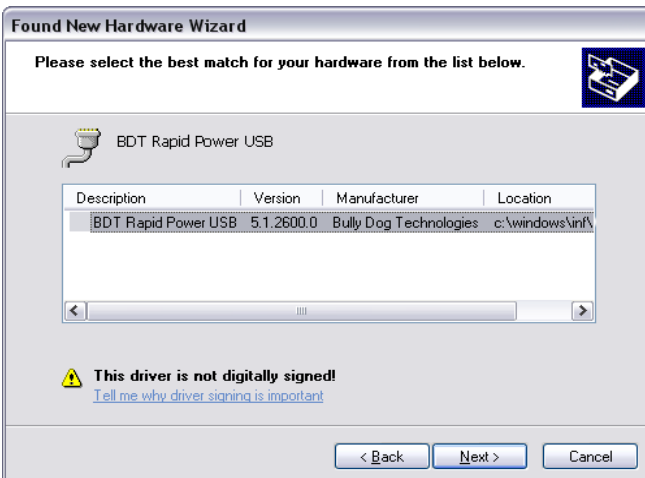 Found New Hardware Wizard
Please select the best match for your hardware from the list below.
BDT Rapid Power USB
Description Version Manufacturer Location
BDT Rapid Power USB 5.1.2600.0 Bully Dog Technologies c:\windows\inf\
This driver is not digitally signed!
Tell me why driver signing is important
< Back Next > Cancel